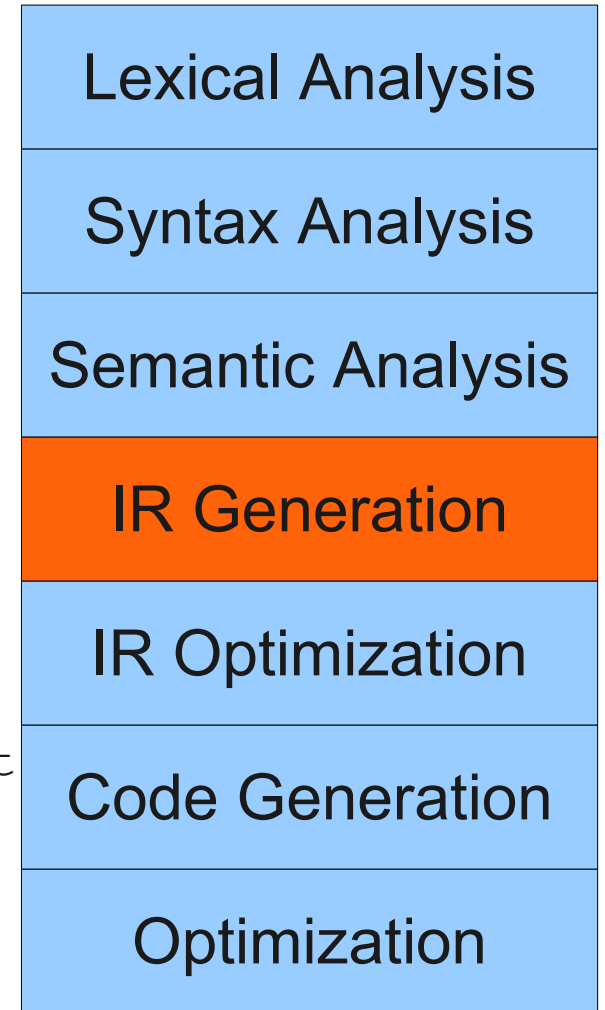 Lexical Analysis
Syntax Analysis
Semantic Analysis
IR Generation
IR Optimization
Code Generation
Optimization